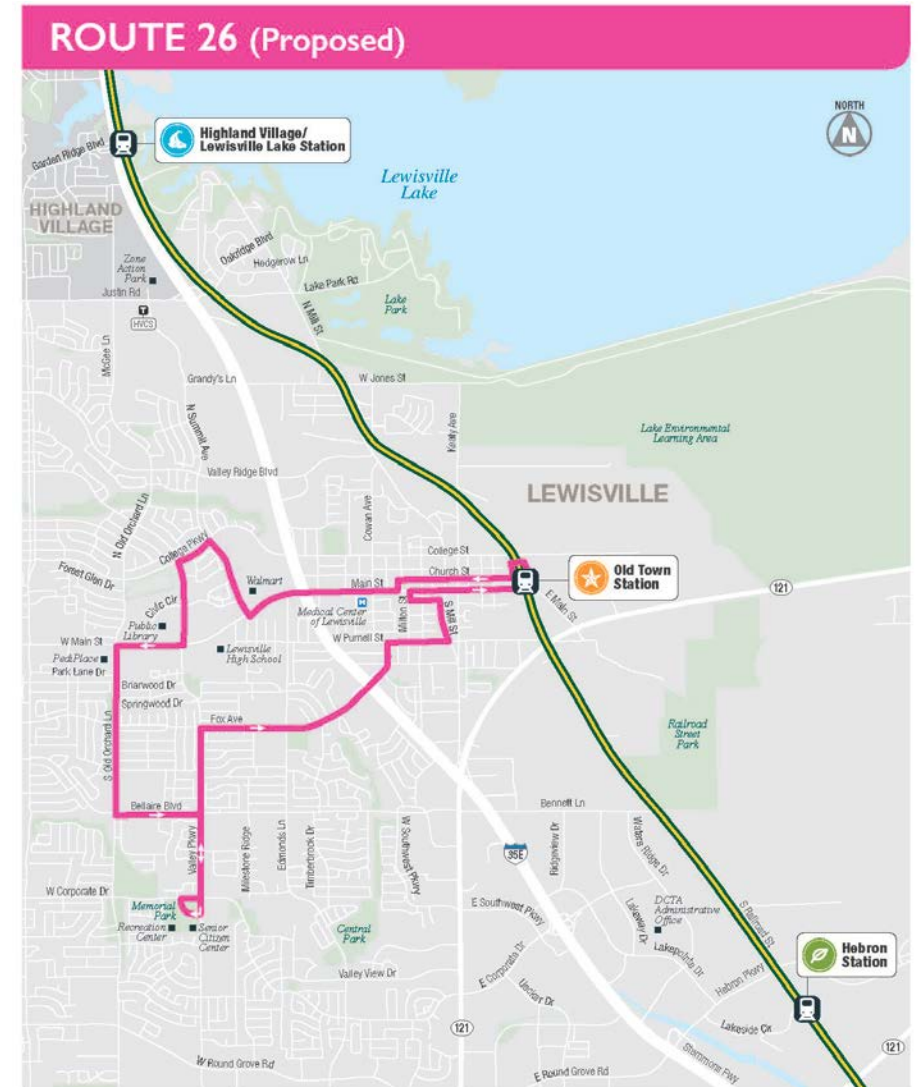 ROUTE 26 (Proposed)
NORTH
N
Highland Village/
Lewisville Lake Station
Garden Ridge Blvd
Lewisville
Lake
HIGHLAND
VILLAGE
Oakridge Blvd
Hedgerow Ln
Zone
Action
Park
Lake Park Rd
Justin Rd
Lake
Park
HVCS
N Mill St
McGee Ln
Grandy's Ln
W Jones St
N Summit Ave
Kealy Ave
Lake Environmental
Learning Area
Valley Ridge Blvd
LEWISVILLE
N Old Orchard Ln
Cowan Ave
College Pkwy
College St
Church St
Old Town
Station
Forest Glen Dr
Walmart
Main St
121
E Main St
Civic Cir
Medical Center
of Lewisville
H
Milton St
S Mill St
Public
Library
W Purnell St
W Main St
Lewisville
High School
PediPlace
Park Lane Dr
Briarwood Dr
Springwood Dr
Fox Ave
Railroad
Street
Park
S Old Orchard Ln
Bellaire Blvd
Bennett Ln
Valley Pkwy
Milestone Ridge
Edmonds Ln
Timberbrook Dr
W Southwest Pkwy
35E
Ridgeview Dr
Waters Ridge Dr
W Corporate Dr
Memorial
Park
Recreation
Center
Senior
Citizen
Center
Central
Park
E Southwest Pkwy
Lakeway Dr
DCTA
Administrative
Office
S Railroad St
Lakepointe Dr
Hebron
Station
Valley View Dr
E Corporate Dr
Uecker Dr
Hebron Pkwy
Lakeside Cir
121
121
W Round Grove Rd
E Round Grove Rd
Stemmons Fwy